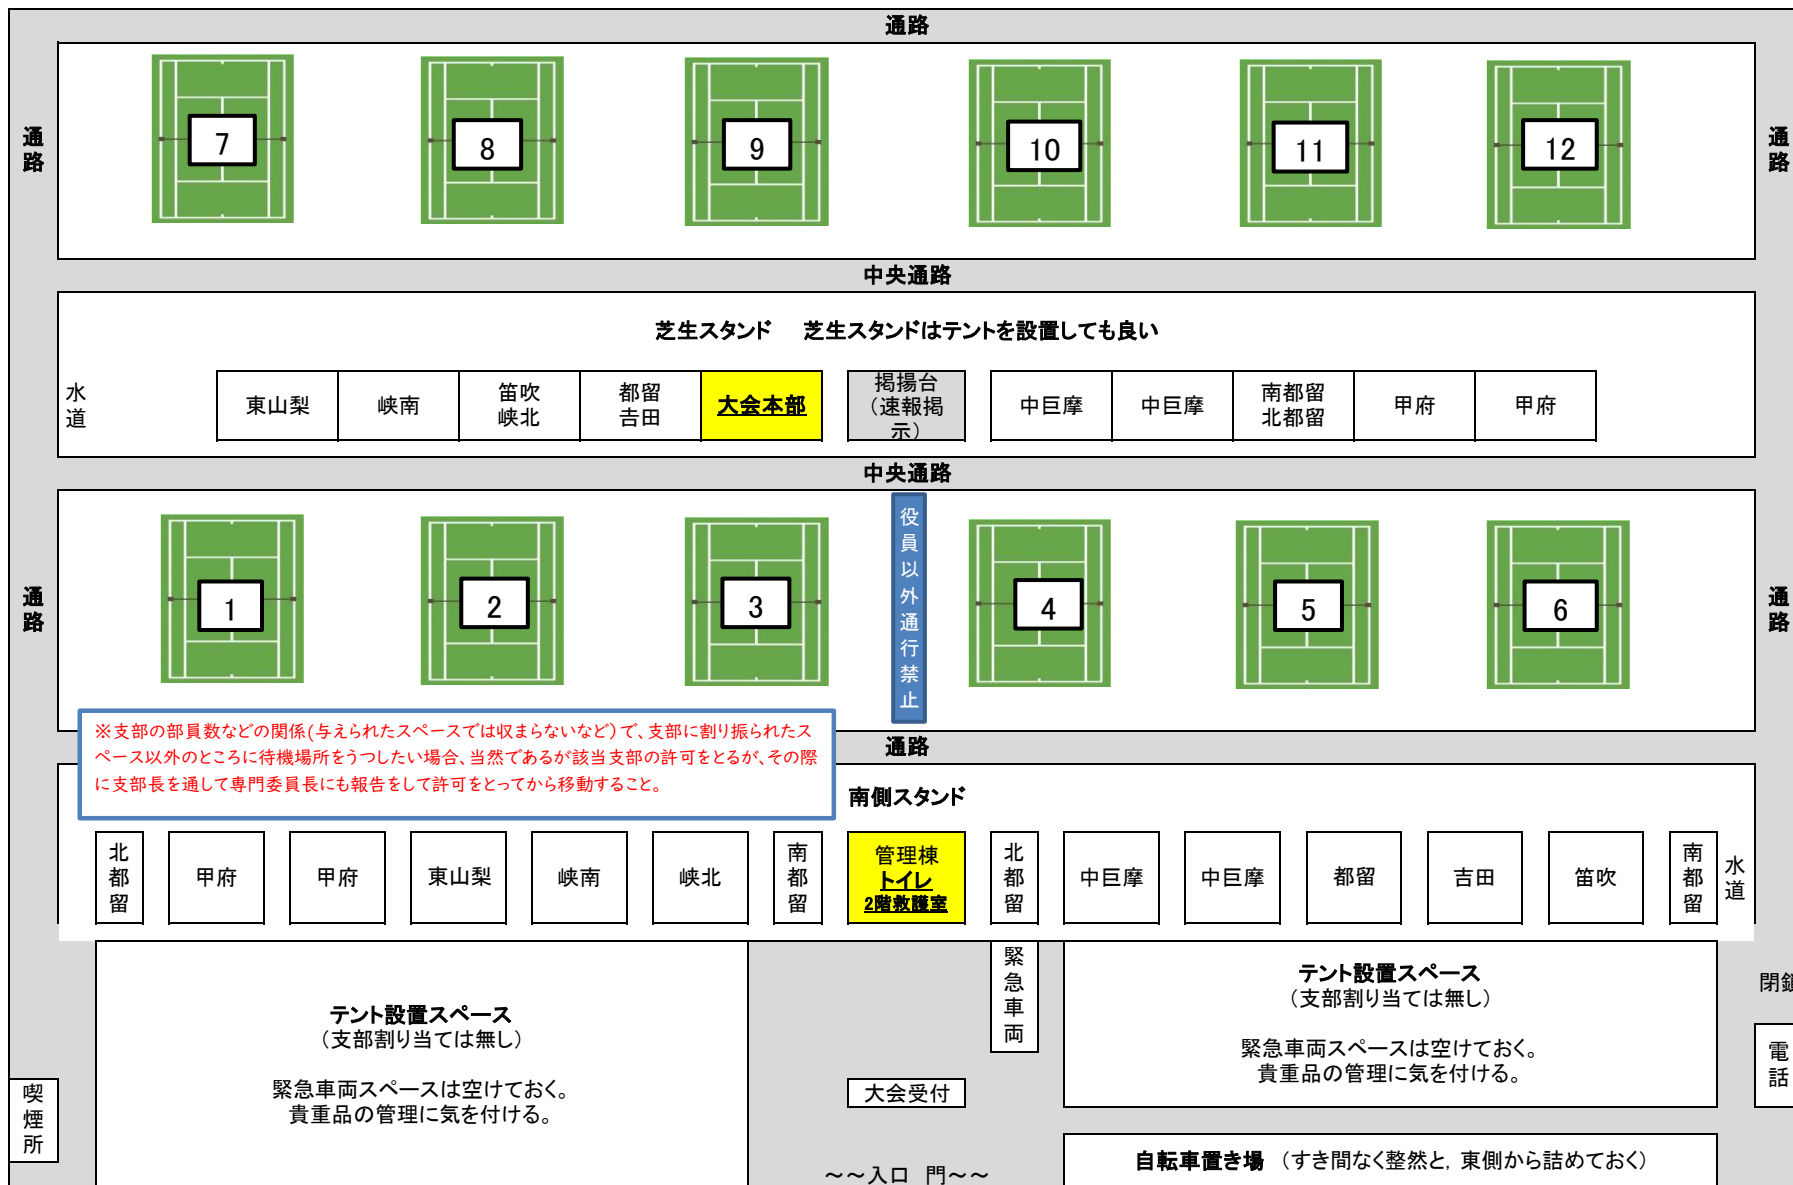 通路
通路
7
8
9
10
11
12
通路
中央通路
芝生スタンド　芝生スタンドはテントを設置しても良い
水道
東山梨
峡南
笛吹
峡北
都留
吉田
大会本部
掲揚台
（速報掲
示）
中巨摩
中巨摩
南都留
北都留
甲府
甲府
中央通路
通路
1
2
3
役員以外通行禁止
4
5
6
通路
※支部の部員数などの関係(与えられたスペースでは収まらないなど)で、支部に割り振られたス
ペース以外のところに待機場所をうつしたい場合、当然であるが該当支部の許可をとるが、その際
に支部長を通して専門委員長にも報告をして許可をとってから移動すること。
通路
南側スタンド
北都留
甲府
甲府
東山梨
峡南
峡北
南都留
管理棟
トイレ
2階救護室
北都留
中巨摩
中巨摩
都留
吉田
笛吹
南都留
水道
テント設置スペース
（支部割り当ては無し）
緊急車両スペースは空けておく。
貴重品の管理に気を付ける。
緊急車両
テント設置スペース
（支部割り当ては無し）
緊急車両スペースは空けておく。
貴重品の管理に気を付ける。
閉鎖
電話
喫煙所
大会受付
～～入口　門～～
自転車置き場　（すき間なく整然と, 東側から詰めておく）